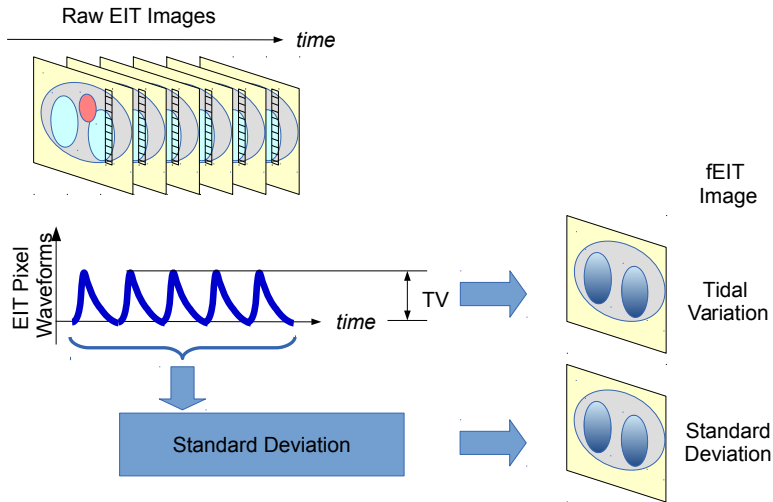 Raw EIT Images
time
fEIT
Image
EIT Pixel
Waveforms
TV
time
Tidal
Variation
Standard Deviation
Standard
Deviation